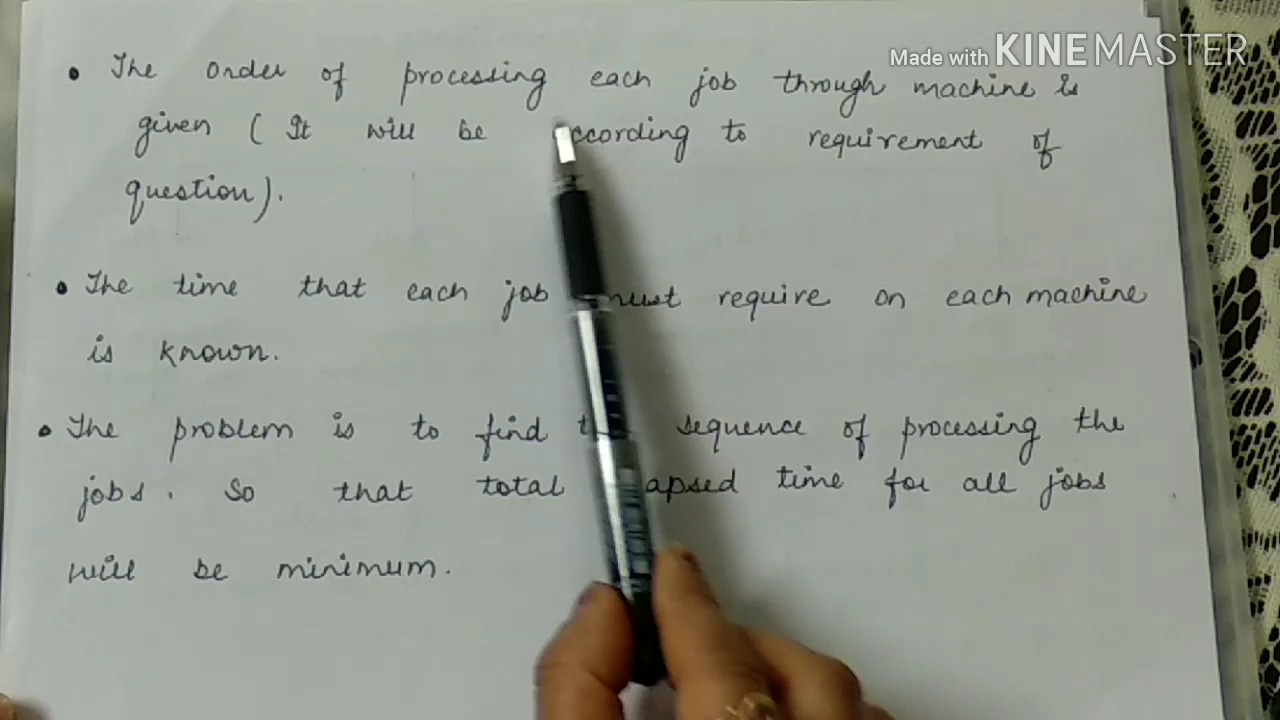 Made with KINEMASTER
• The order of processing each job through machine is
given ( It will be according to requirement of
question).
• The time that each job must require on each machine
is known.
• The problem is to find the sequence of processing the
jobs. So that total elapsed time for all jobs
will be minimum.